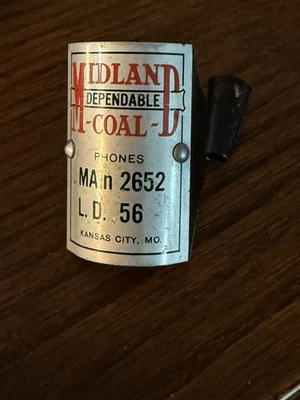 MIDLAND
DEPENDABLE
-COAL-
PHONES
MAin 2652
L.D. 56
KANSAS CITY, MO.